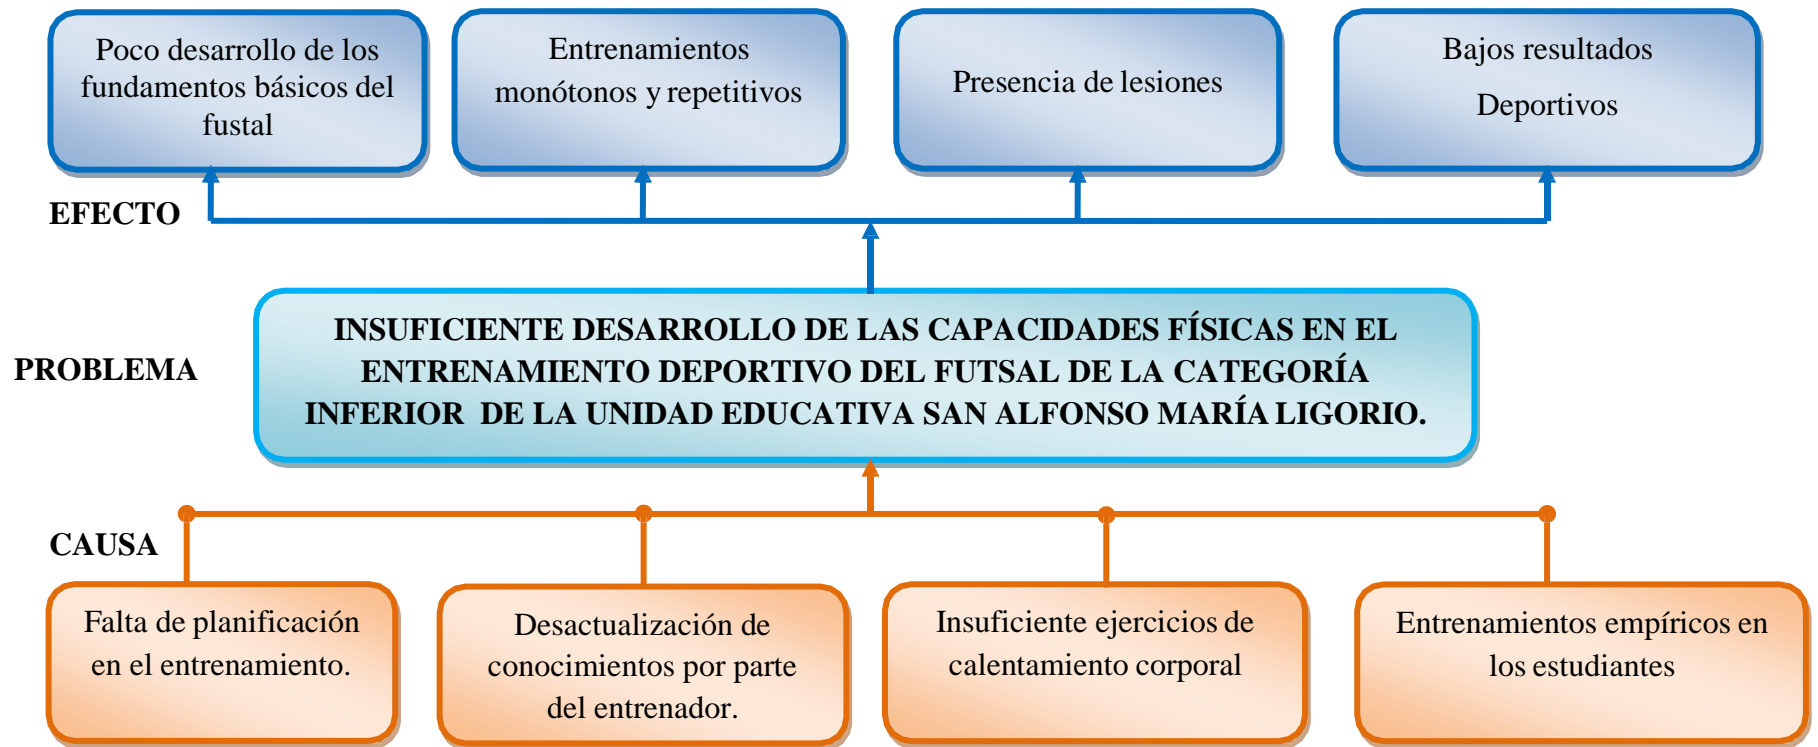 Poco desarrollo de los
fundamentos básicos del
fustal
Entrenamientos
monótonos y repetitivos
Presencia de lesiones
Bajos resultados
Deportivos
EFECTO
PROBLEMA
INSUFICIENTE DESARROLLO DE LAS CAPACIDADES FÍSICAS EN EL
ENTRENAMIENTO DEPORTIVO DEL FUTSAL DE LA CATEGORÍA
INFERIOR DE LA UNIDAD EDUCATIVA SAN ALFONSO MARÍA LIGORIO.
CAUSA
Falta de planificación
en el entrenamiento.
Desactualización de
conocimientos por parte
del entrenador.
Insuficiente ejercicios de
calentamiento corporal
Entrenamientos empíricos en
los estudiantes